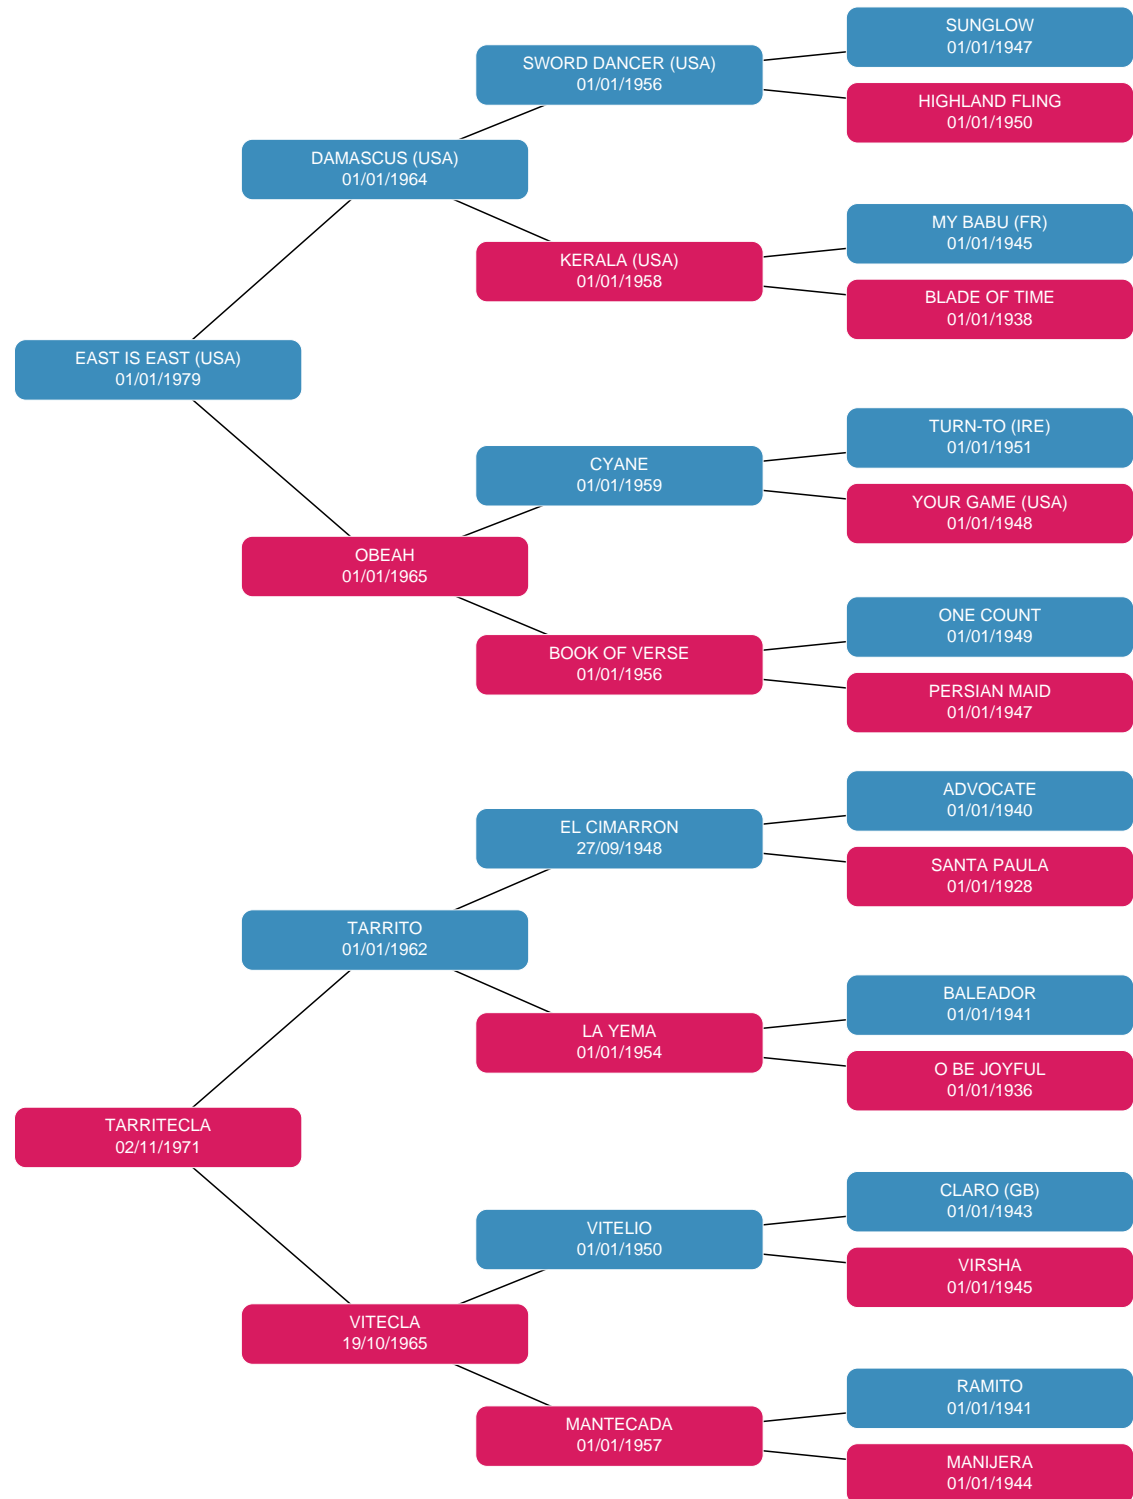 SUNGLOW
01/01/1947
SWORD DANCER (USA)
01/01/1956
HIGHLAND FLING
01/01/1950
DAMASCUS (USA)
01/01/1964
MY BABU (FR)
01/01/1945
KERALA (USA)
01/01/1958
BLADE OF TIME
01/01/1938
EAST IS EAST (USA)
01/01/1979
TURN-TO (IRE)
01/01/1951
CYANE
01/01/1959
YOUR GAME (USA)
01/01/1948
OBEAH
01/01/1965
ONE COUNT
01/01/1949
BOOK OF VERSE
01/01/1956
PERSIAN MAID
01/01/1947
ADVOCATE
01/01/1940
EL CIMARRON
27/09/1948
SANTA PAULA
01/01/1928
TARRITO
01/01/1962
BALEADOR
01/01/1941
LA YEMA
01/01/1954
O BE JOYFUL
01/01/1936
TARRITECLA
02/11/1971
CLARO (GB)
01/01/1943
VITELIO
01/01/1950
VIRSHA
01/01/1945
VITECLA
19/10/1965
RAMITO
01/01/1941
MANTECADA
01/01/1957
MANIJERA
01/01/1944